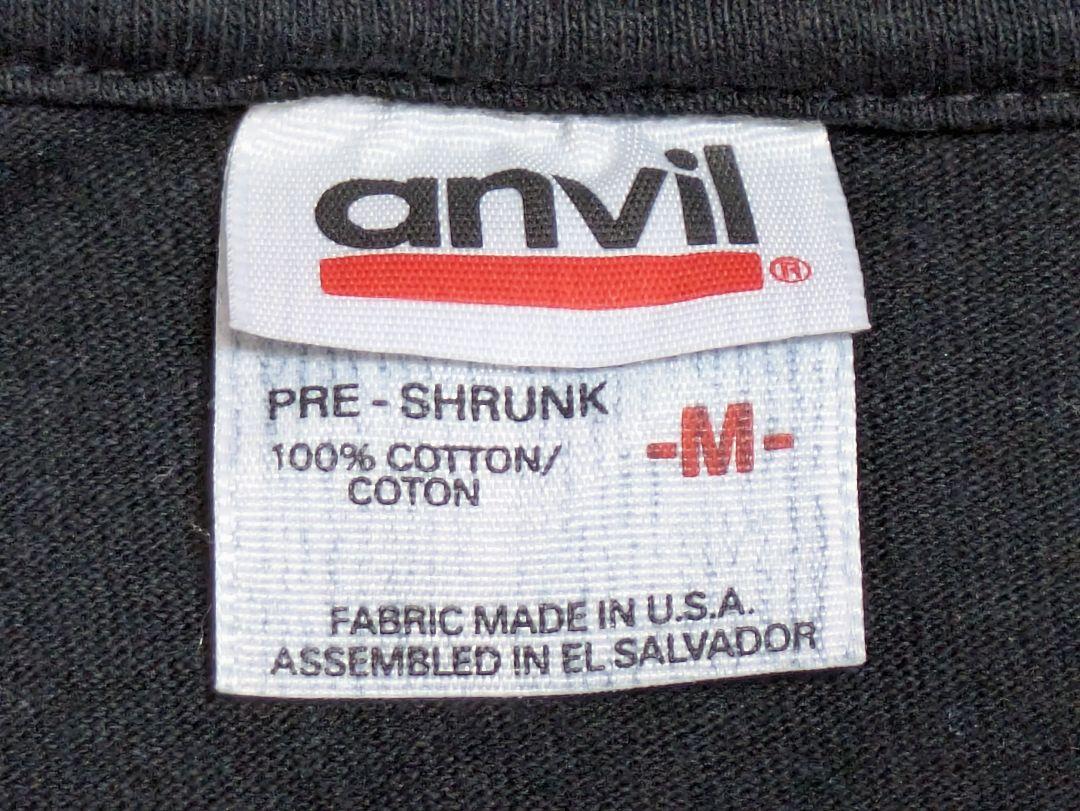 anvil®
PRE - SHRUNK
-M-
100% COTTON/
COTON
FABRIC MADE IN U.S.A.
ASSEMBLED IN EL SALVADOR